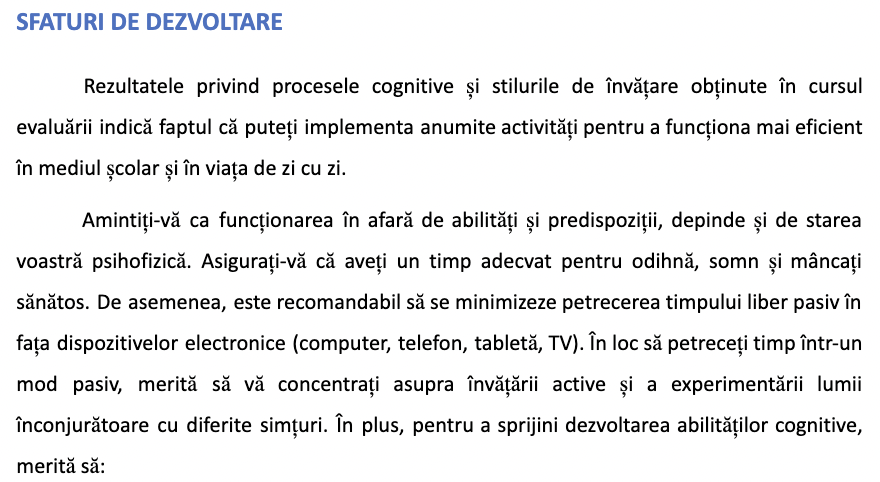 SFATURI DE DEZVOLTARE
Rezultatele privind procesele cognitive și stilurile de învățare obținute în cursul
evaluării indică faptul că puteți implementa anumite activități pentru a funcționa mai eficient
în mediul școlar și în viața de zi cu zi.
Amintiți-vă ca funcționarea în afară de abilități și predispoziții, depinde și de starea
voastră psihofizică. Asigurați-vă că aveți un timp adecvat pentru odihnă, somn și mâncați
sănătos. De asemenea, este recomandabil să se minimizeze petrecerea timpului liber pasiv în
fața dispozitivelor electronice (computer, telefon, tabletă, TV). În loc să petreceți timp într-un
mod pasiv, merită să vă concentrați asupra învățării active și a experimentării lumii
înconjurătoare cu diferite simțuri. În plus, pentru a sprijini dezvoltarea abilităților cognitive,
merită să: